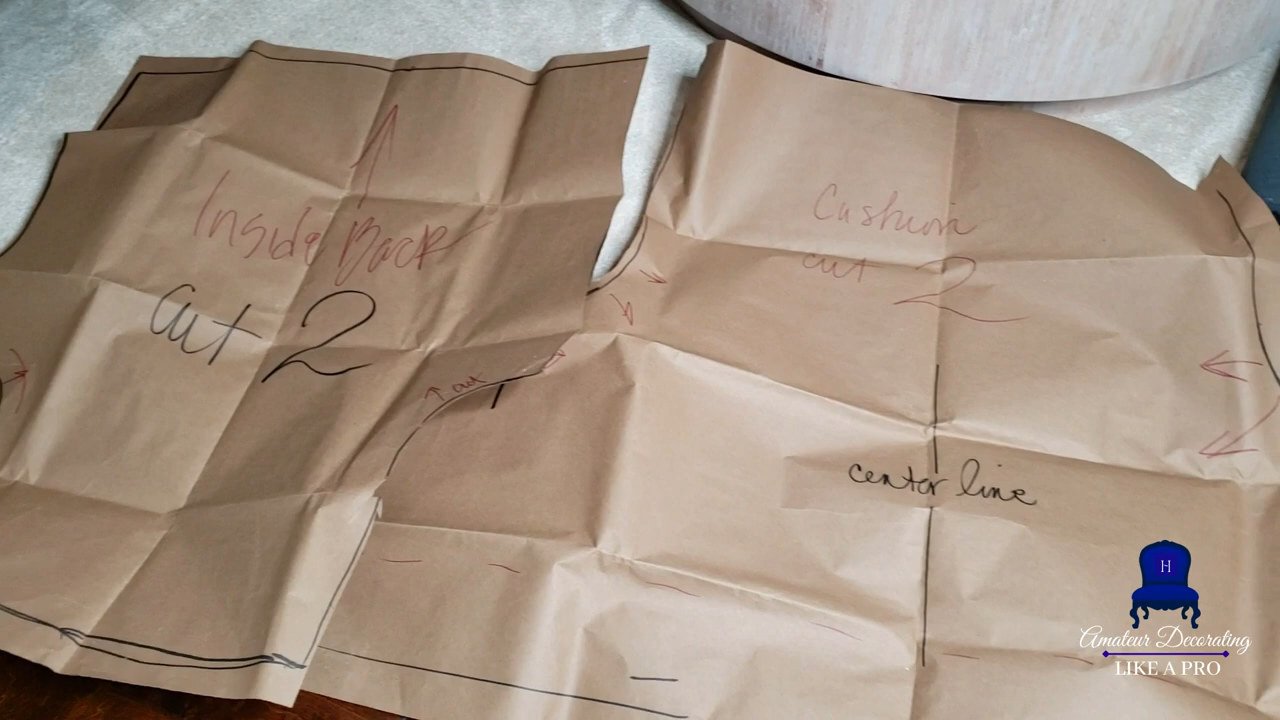 Inside Back
Cut 2
cut
Cushion
cut 2
center line
H
Amateur Decorating
LIKE A PRO